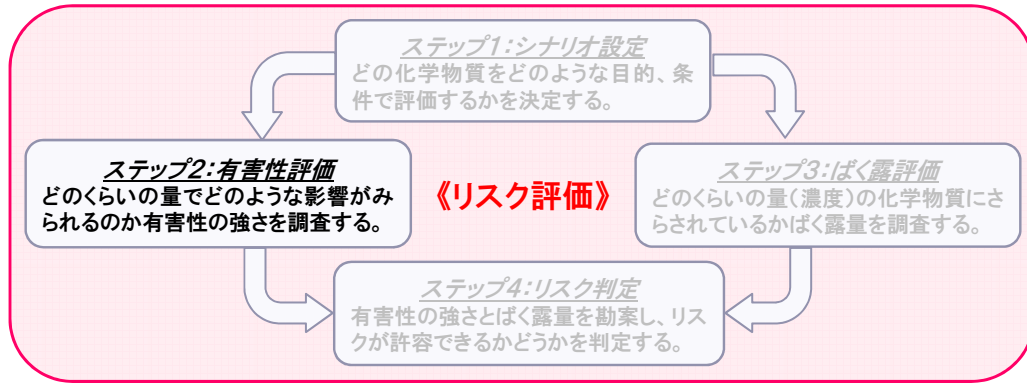 ステップ1:シナリオ設定
どの化学物質をどのような目的、条
件で評価するかを決定する。
ステップ2:有害性評価
どのくらいの量でどのような影響がみ
られるのか有害性の強さを調査する。
《リスク評価》
ステップ3:ばく露評価
どのくらいの量(濃度)の化学物質にさ
らされているかばく露量を調査する。
ステップ4:リスク判定
有害性の強さとばく露量を勘案し、リス
クが許容できるかどうかを判定する。